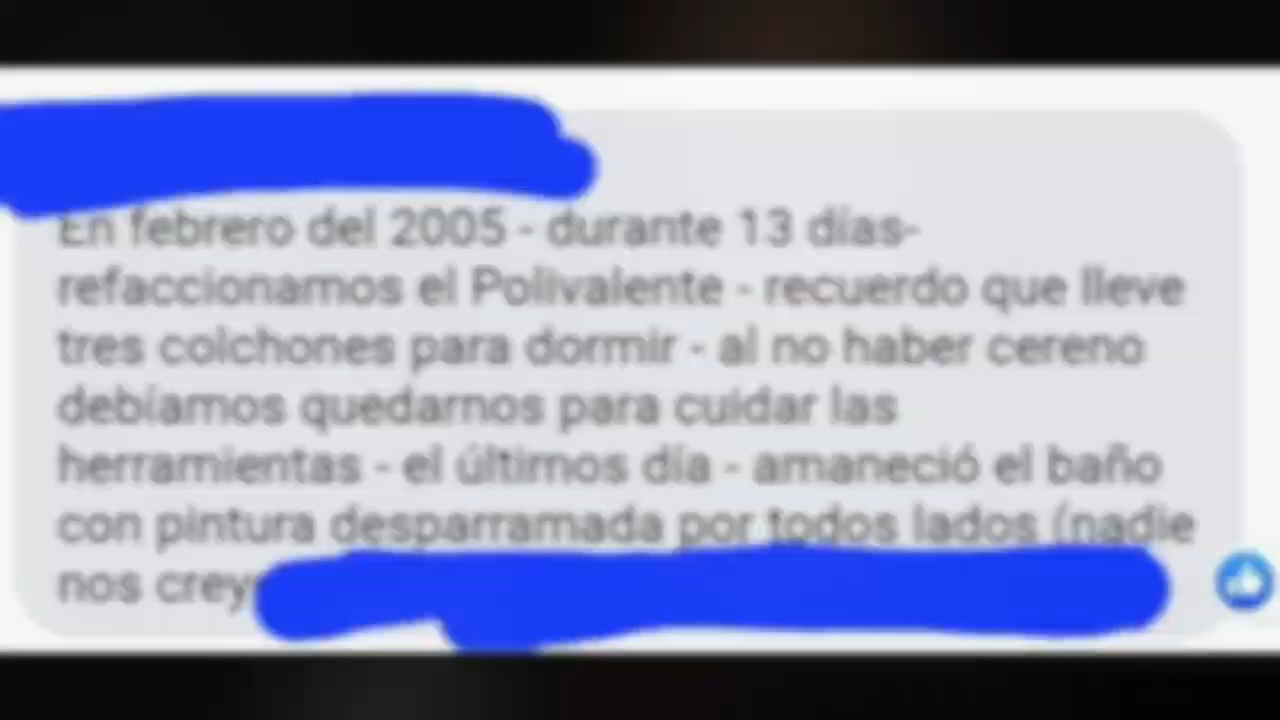 En febrero del 2005 - durante 13 días-
refaccionamos el Polivalente - recuerdo que lleve
tres colchones para dormir - al no haber cereno
debíamos quedarnos para cuidar las
herramientas - el últimos día - amaneció el baño
con pintura desparramada por todos lados (nadie
nos crey